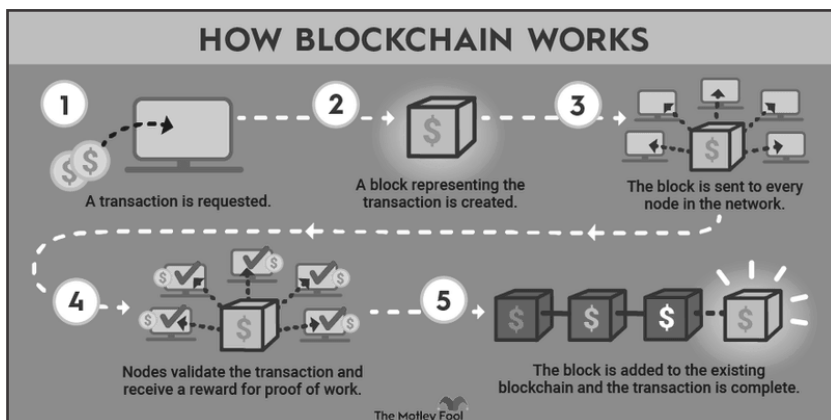 HOW BLOCKCHAIN WORKS
1
A transaction is requested.
2
$
A block representing the
transaction is created.
3
$
The block is sent to every
node in the network.
$ $
4
$ $ $ $ $
$
Nodes validate the transaction and
receive a reward for proof of work.
5
$ $ $ $
The block is added to the existing
blockchain and the transaction is complete.
The Motley Fool